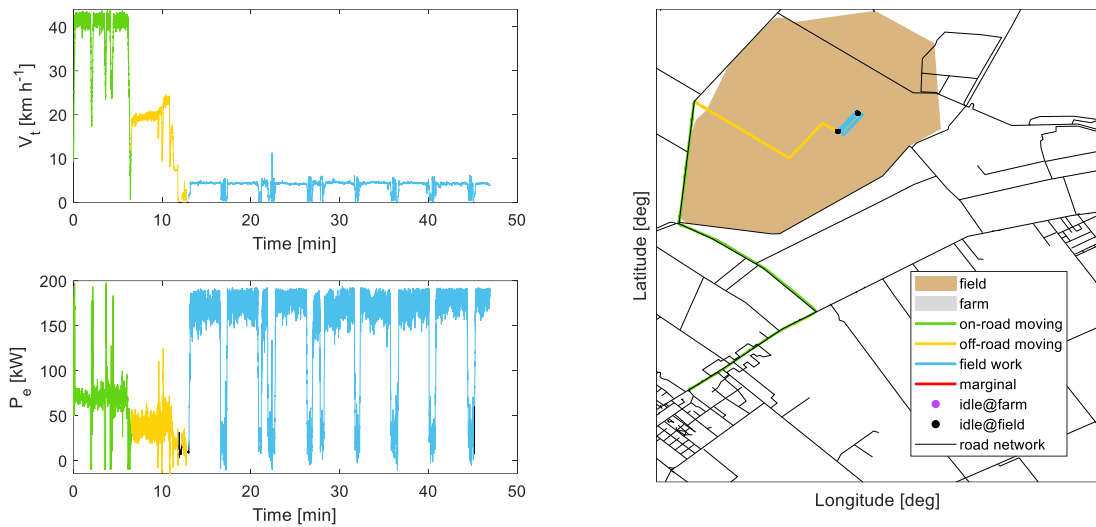 40
30
20
10
0
V_t [km h^-1]
0
10
20
30
40
50
Time [min]
200
150
100
50
0
P_e [kW]
0
10
20
30
40
50
Time [min]
Latitude [deg]
field
farm
on-road moving
off-road moving
field work
marginal
idle@farm
idle@field
road network
Longitude [deg]